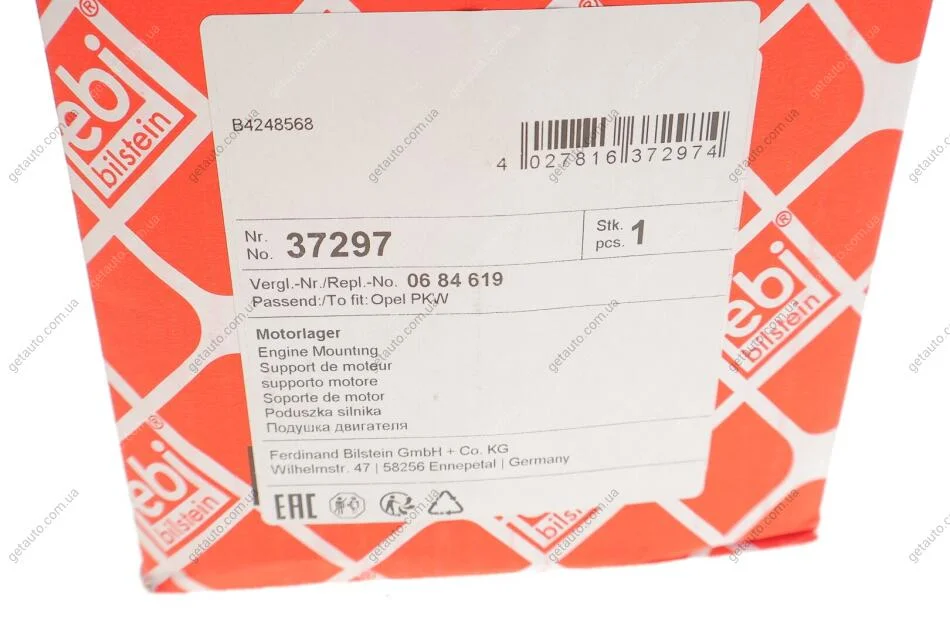 febi
bilstein
B4248568
4 027816 372974
Nr.
No. 37297
Stk.
pcs. 1
Vergl.-Nr./Repl.-No. 06 84 619
Passend:/To fit: Opel PKW
Motorlager
Engine Mounting
Support de moteur
supporto motore
Soporte de motor
Poduszka silnika
Подушка двигателя
Ferdinand Bilstein GmbH + Co. KG
Wilhelmstr. 47 | 58256 Ennepetal | Germany
EAC
febi
bilstein
febi
bilstein
bilstein
getauto.com.ua